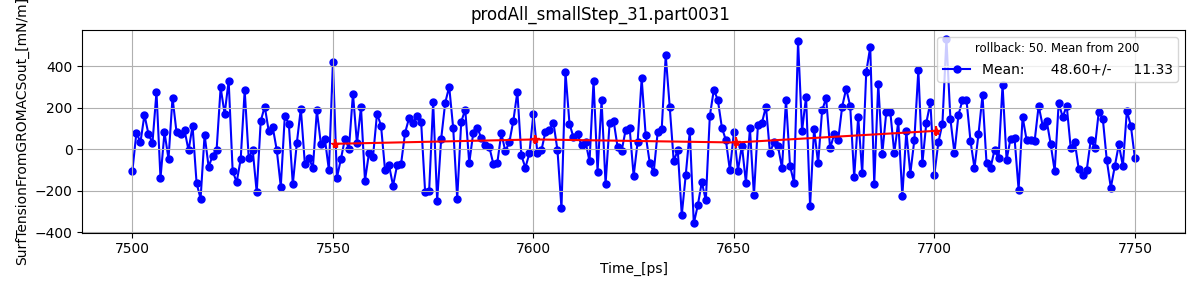 prodAll_smallStep_31.part0031
SurfTensionFromGROMACSout_[mN/m]
400
200
0
−200
−400
rollback: 50. Mean from 200
Mean: 48.60+/- 11.33
7500 7550 7600 7650 7700 7750
Time_[ps]